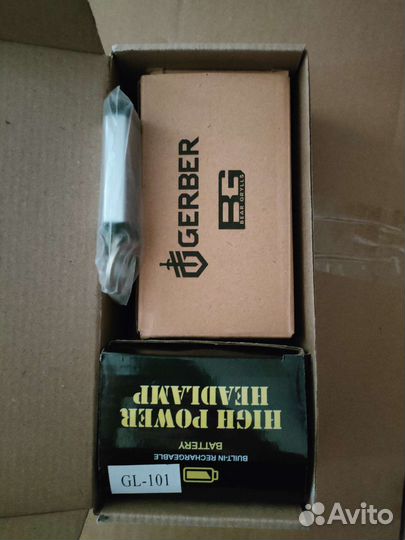 GERBER
BG
BEAR GRYLLS
HIGH POWER
HEADLAMP
BATTERY
BUILT-IN RECHARGEABLE
GL-101
Avito